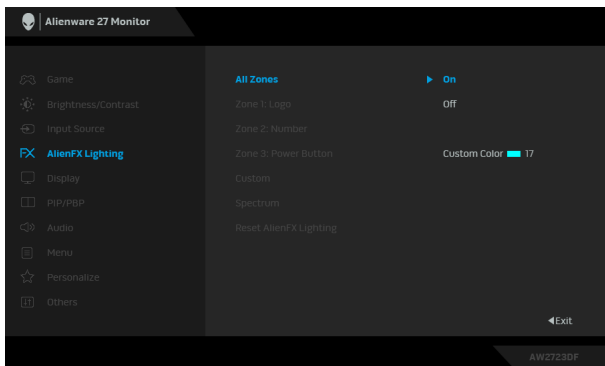 Alienware 27 Monitor
Game
Brightness/Contrast
Input Source
AlienFX Lighting
Display
PIP/PBP
Audio
Menu
Personalize
Others
All Zones
Zone 1: Logo
Zone 2: Number
Zone 3: Power Button
Custom
Spectrum
Reset AlienFX Lighting
On
Off
Custom Color 17
Exit
AW2723DF